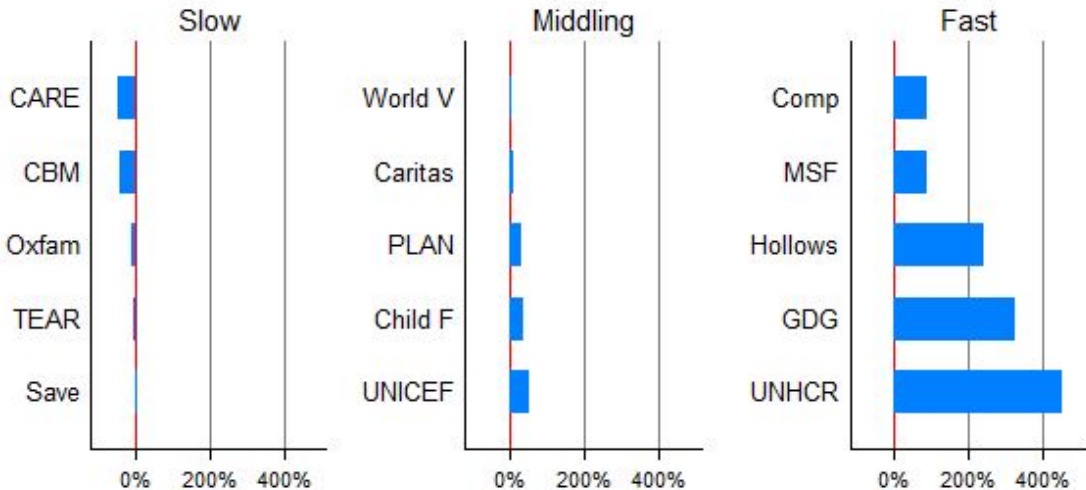 Slow
CARE
CBM
Oxfam
TEAR
Save
0% 200% 400%
Middling
World V
Caritas
PLAN
Child F
UNICEF
0% 200% 400%
Fast
Comp
MSF
Hollows
GDG
UNHCR
0% 200% 400%